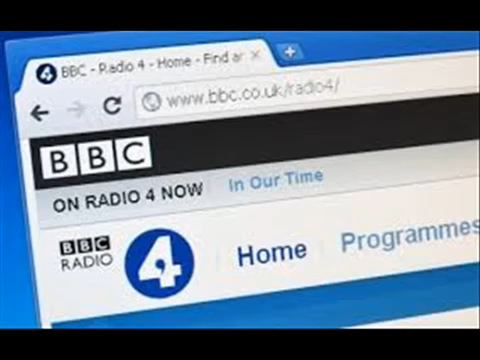 BBC - Radio 4 - Home - Find ar
www.bbc.co.uk/radio4/
BBC
ON RADIO 4 NOW In Our Time
BBC
RADIO 4 Home Programmes